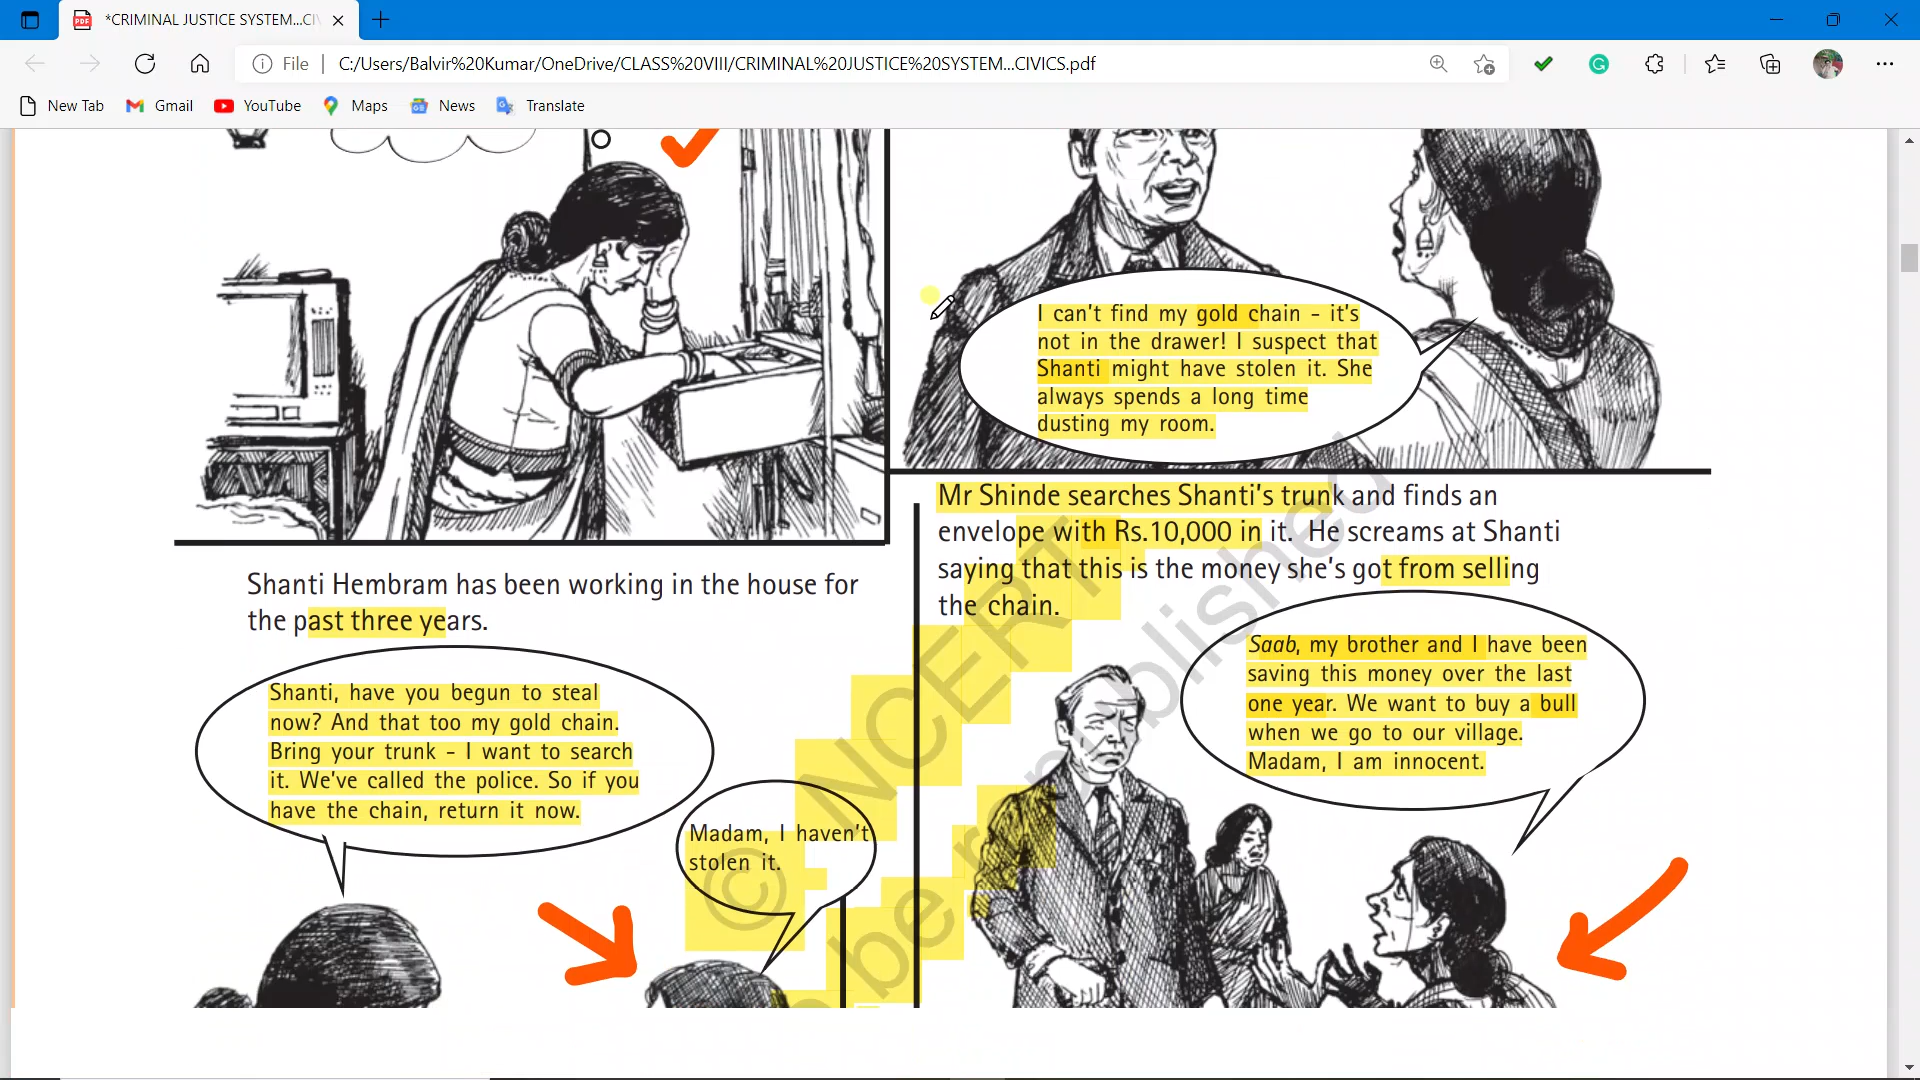 *CRIMINAL JUSTICE SYSTEM...CI
File
C:/Users/Balvir%20Kumar/OneDrive/CLASS%20VIII/CRIMINAL%20JUSTICE%20SYSTEM...CIVICS.pdf
New Tab
Gmail
YouTube
Maps
News
Translate
I can't find my gold chain - it's
not in the drawer! I suspect that
Shanti might have stolen it. She
always spends a long time
dusting my room.
Shanti Hembram has been working in the house for
the past three years.
Shanti, have you begun to steal
now? And that too my gold chain.
Bring your trunk - I want to search
it. We've called the police. So if you
have the chain, return it now.
Madam, I haven't
stolen it.
Mr Shinde searches Shanti's trunk and finds an
envelope with Rs.10,000 in it. He screams at Shanti
saying that this is the money she's got from selling
the chain.
Saab, my brother and I have been
saving this money over the last
one year. We want to buy a bull
when we go to our village.
Madam, I am innocent.
© NCERT
be republished